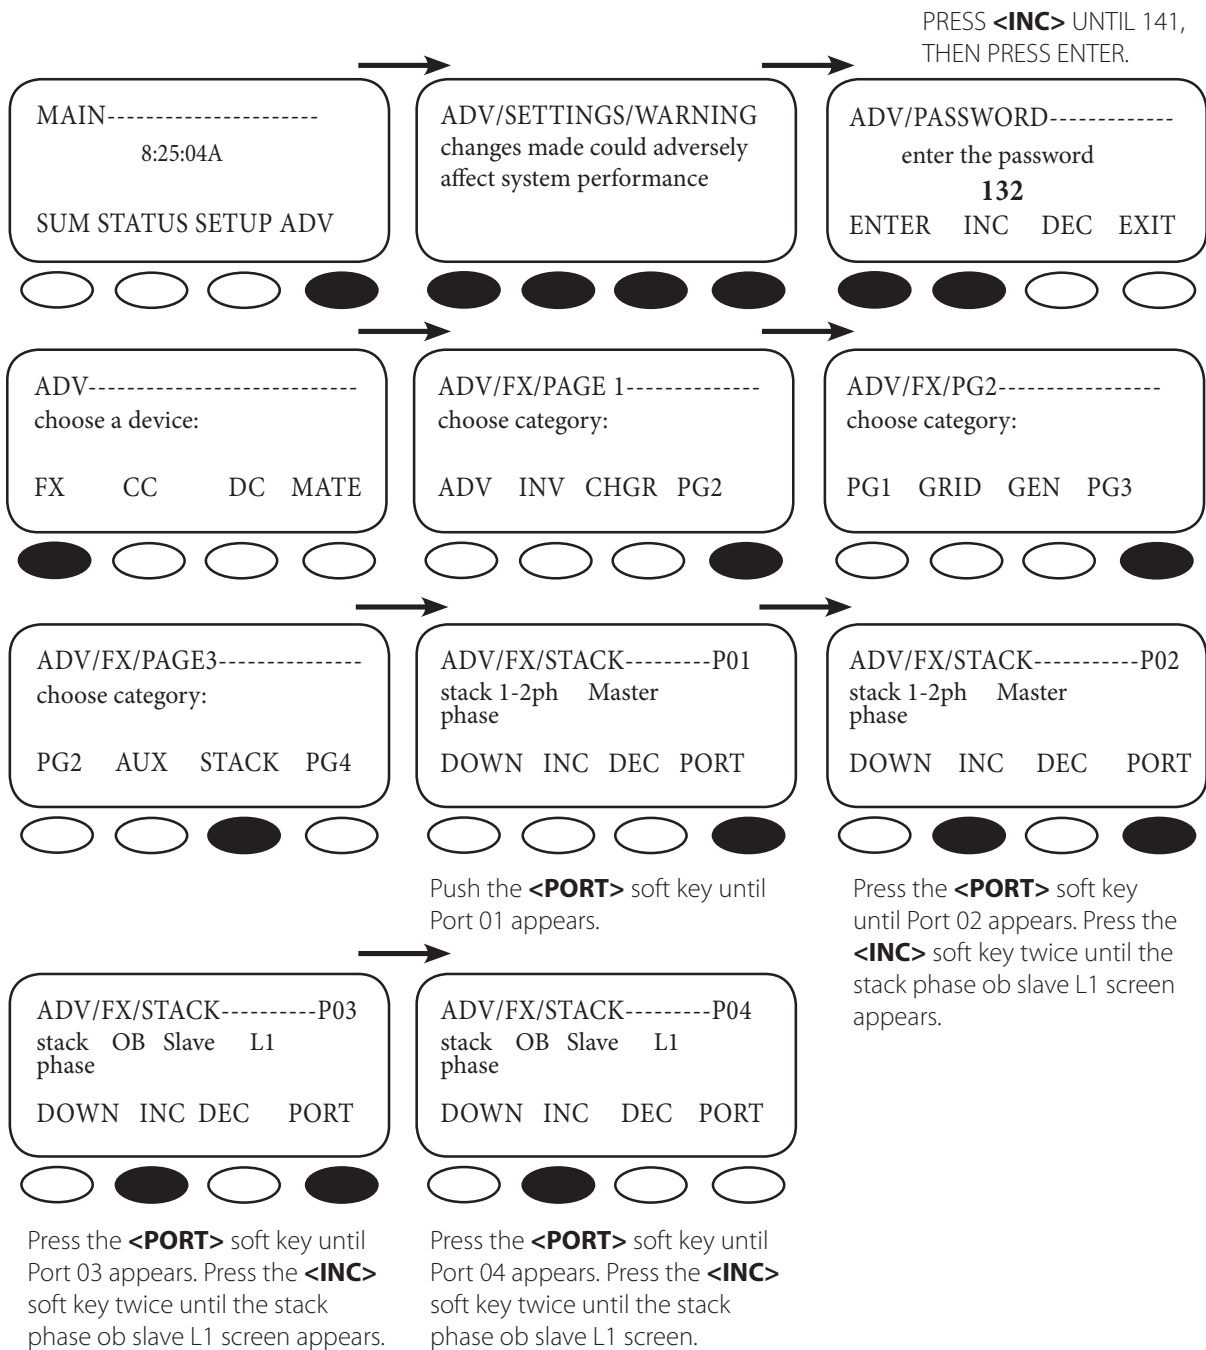 PRESS <INC> UNTIL 141,
THEN PRESS ENTER.
MAIN----------------------
8:25:04A
SUM STATUS SETUP ADV
ADV/SETTINGS/WARNING
changes made could adversely
affect system performance
ADV/PASSWORD-------------
enter the password
132
ENTER INC DEC EXIT
ADV----------------------------
choose a device:
FX CC DC MATE
ADV/FX/PAGE 1--------------
choose category:
ADV INV CHGR PG2
ADV/FX/PG2-----------------
choose category:
PG1 GRID GEN PG3
ADV/FX/PAGE3---------------
choose category:
PG2 AUX STACK PG4
ADV/FX/STACK---------P01
stack 1-2ph Master
phase
DOWN INC DEC PORT
ADV/FX/STACK-----------P02
stack 1-2ph Master
phase
DOWN INC DEC PORT
Push the <PORT> soft key until
Port 01 appears.
Press the <PORT> soft key
until Port 02 appears. Press the
<INC> soft key twice until the
stack phase ob slave L1 screen
appears.
ADV/FX/STACK----------P03
stack OB Slave L1
phase
DOWN INC DEC PORT
ADV/FX/STACK---------P04
stack OB Slave L1
phase
DOWN INC DEC PORT
Press the <PORT> soft key until
Port 03 appears. Press the <INC>
soft key twice until the stack
phase ob slave L1 screen appears.
Press the <PORT> soft key until
Port 04 appears. Press the <INC>
soft key twice until the stack
phase ob slave L1 screen.